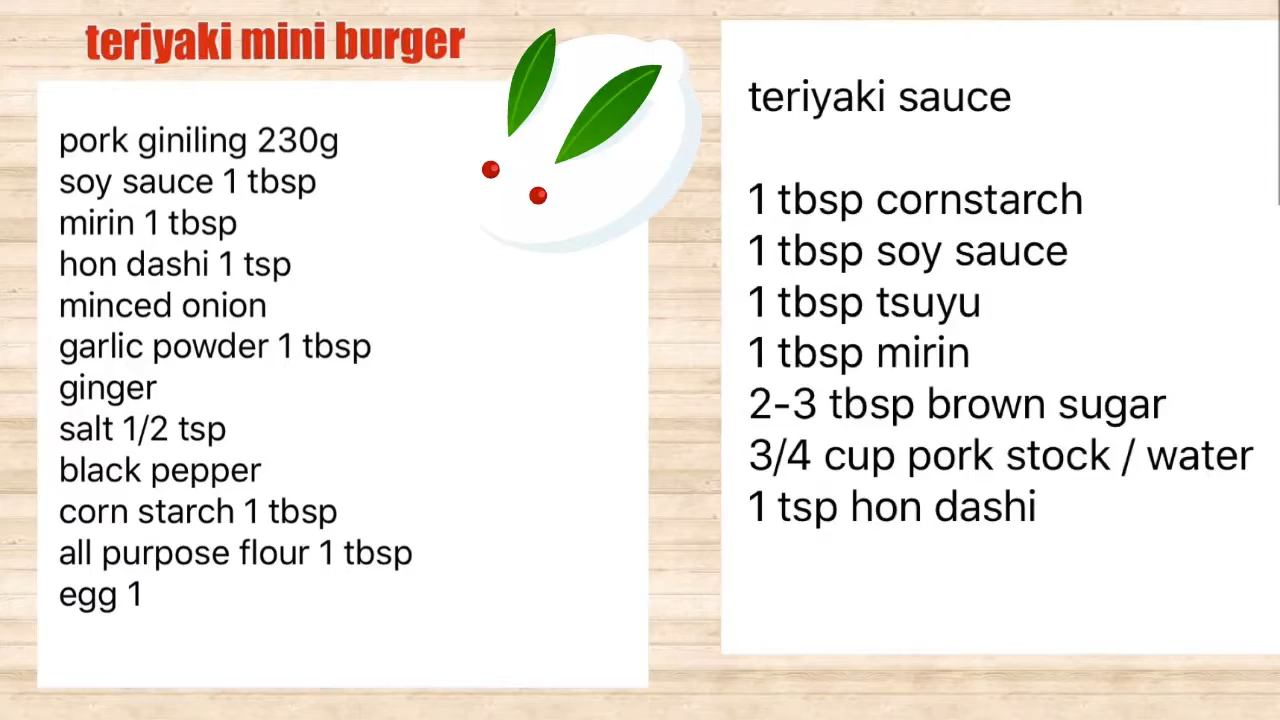 teriyaki mini burger
pork giniling 230g
soy sauce 1 tbsp
mirin 1 tbsp
hon dashi 1 tsp
minced onion
garlic powder 1 tbsp
ginger
salt 1/2 tsp
black pepper
corn starch 1 tbsp
all purpose flour 1 tbsp
egg 1
teriyaki sauce
1 tbsp cornstarch
1 tbsp soy sauce
1 tbsp tsuyu
1 tbsp mirin
2-3 tbsp brown sugar
3/4 cup pork stock / water
1 tsp hon dashi